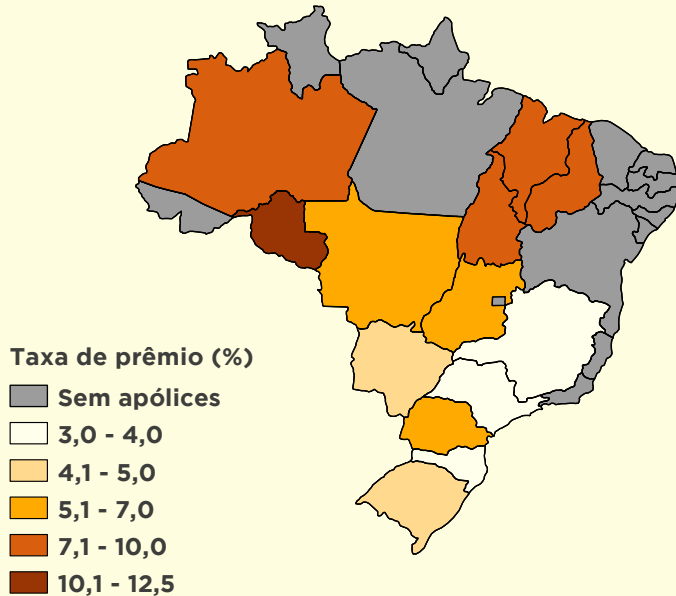 Taxa de prêmio (%)
Sem apólices
3,0 - 4,0
4,1 - 5,0
5,1 - 7,0
7,1 - 10,0
10,1 - 12,5